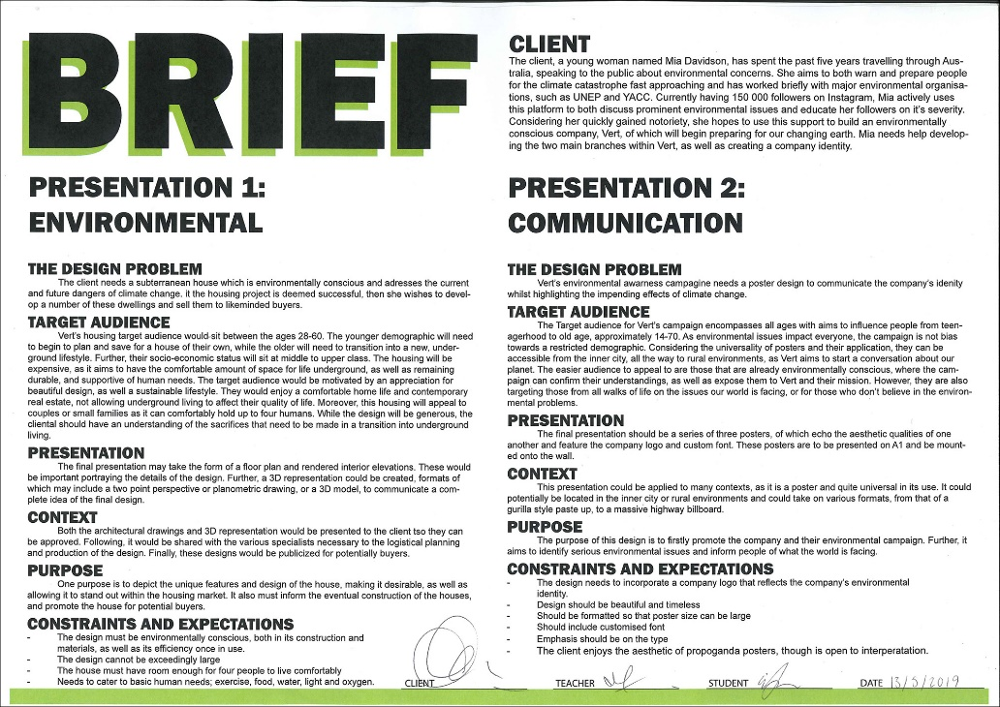 BRIEF
CLIENT
The client, a young woman named Mia Davidson, has spent the past five years travelling through Aus-
tralia, speaking to the public about environmental concerns. She aims to both warn and prepare people
for the climate catastrophe fast approaching and has worked briefly with major environmental organisa-
tions, such as UNEP and YACC. Currently having 150 000 followers on Instagram, Mia actively uses
this platform to both discuss prominent environmental issues and educate her followers on it's severity.
Considering her quickly gained notoriety, she hopes to use this support to build an environmentally
conscious company, Vert, of which will begin preparing for our changing earth. Mia needs help develop-
ing the two main branches within Vert, as well as creating a company identity.
PRESENTATION 1:
ENVIRONMENTAL
THE DESIGN PROBLEM
The client needs a subterranean house which is environmentally conscious and adresses the current
and future dangers of climate change. it the housing project is deemed successful, then she wishes to devel-
op a number of these dwellings and sell them to likeminded buyers.
TARGET AUDIENCE
Vert's housing target audience would sit between the ages 28-60. The younger demographic will need
to begin to plan and save for a house of their own, while the older will need to transition into a new, under-
ground lifestyle. Further, their socio-economic status will sit at middle to upper class. The housing will be
expensive, as it aims to have the comfortable amount of space for life underground, as well as remaining
durable, and supportive of human needs. The target audience would be motivated by an appreciation for
beautiful design, as well a sustainable lifestyle. They would enjoy a comfortable home life and contemporary
real estate, not allowing underground living to affect their quality of life. Moreover, this housing will appeal to
couples or small families as it can comfortably hold up to four humans. While the design will be generous, the
cliental should have an understanding of the sacrifices that need to be made in a transition into underground
living.
PRESENTATION
The final presentation may take the form of a floor plan and rendered interior elevations. These would
be important portraying the details of the design. Further, a 3D representation could be created, formats of
which may include a two point perspective or planometric drawing, or a 3D model, to communicate a com-
plete idea of the final design.
CONTEXT
Both the architectural drawings and 3D representation would be presented to the client tso they can
be approved. Following, it would be shared with the various specialists necessary to the logistical planning
and production of the design. Finally, these designs would be publicized for potentially buyers.
PURPOSE
One purpose is to depict the unique features and design of the house, making it desirable, as well as
allowing it to stand out within the housing market. It also must inform the eventual construction of the houses,
and promote the house for potential buyers.
CONSTRAINTS AND EXPECTATIONS
- The design must be environmentally conscious, both in its construction and
materials, as well as its efficiency once in use.
- The design cannot be exceedingly large
- The house must have room enough for four people to live comfortably
- Needs to cater to basic human needs; exercise, food, water, light and oxygen.
PRESENTATION 2:
COMMUNICATION
THE DESIGN PROBLEM
Vert's environmental awarness campagine needs a poster design to communicate the company's idenity
whilst highlighting the impending effects of climate change.
TARGET AUDIENCE
The Target Audience for Vert's campaign encompasses all ages with aims to influence people from teen-
agerhood to old age, approximately 14-70. As environmental issues impact everyone, the campaign is not bias
towards a restricted demographic. Considering the universality of posters and their application, they can be
accessible from the inner city, all the way to rural environments, as Vert aims to start a conversation about our
planet. The easier audience to appeal to are those that are already environmentally conscious, where the cam-
paign can confirm their understandings, as well as expose them to Vert and their mission. However, they are also
targeting those from all walks of life on the issues our world is facing, or for those who don't believe in the environ-
mental problems.
PRESENTATION
The final presentation should be a series of three posters, of which echo the aesthetic qualities of one
another and feature the company logo and custom font. These posters are to be presented on A1 and be mount-
ed onto the wall.
CONTEXT
This presentation could be applied to many contexts, as it is a poster and quite universal in its use. It could
potentially be located in the inner city or rural environments and could take on various formats, from that of a
gurilla style paste up, to a massive highway billboard.
PURPOSE
The purpose of this design is to firstly promote the company and their environmental campaign. Further, it
aims to identify serious environmental issues and inform people of what the world is facing.
CONSTRAINTS AND EXPECTATIONS
- The design needs to incorporate a company logo that reflects the company's environmental
identity.
- Design should be beautiful and timeless
- Should be formatted so that poster size can be large
- Should include customised font
- Emphasis should be on the type
- The client enjoys the aesthetic of propoganda posters, though is open to interperatation.
CLIENT TEACHER STUDENT DATE 13/5/2019